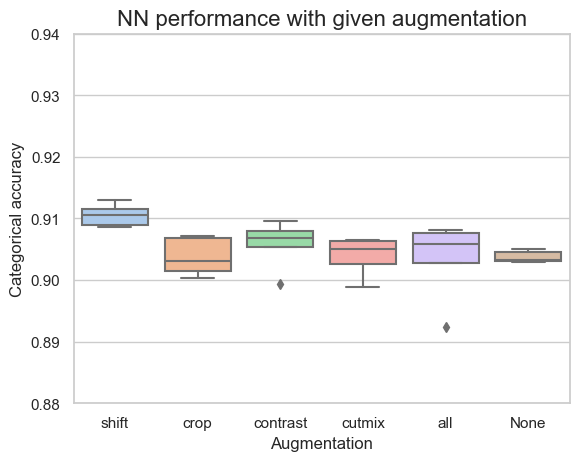 NN performance with given augmentation
0.94
0.93
0.92
0.91
0.90
0.89
0.88
Categorical accuracy
shift crop contrast cutmix all None
Augmentation